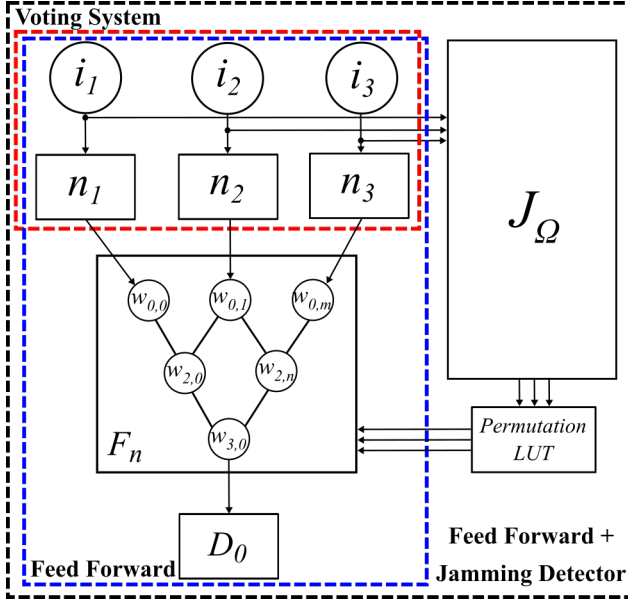 Voting System
i1 i2 i3
n1 n2 n3
JΩ
w0,0 w0,1 w0,m
w2,0 w2,n
w3,0
Fn
Permutation
LUT
D0
Feed Forward
Feed Forward +
Jamming Detector